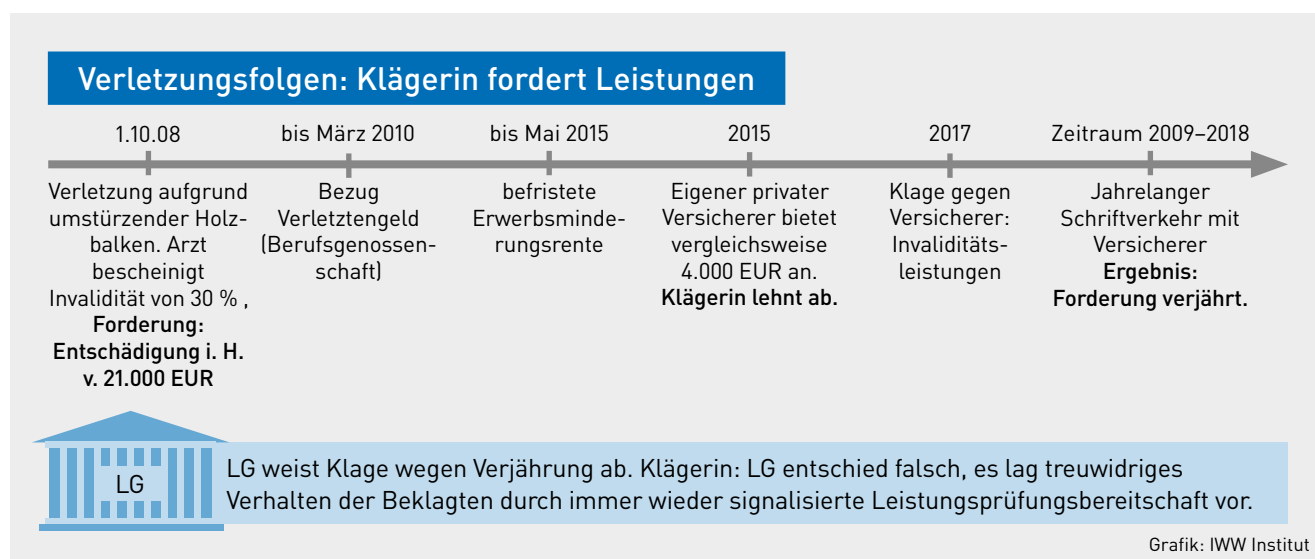 Verletzungsfolgen: Klägerin fordert Leistungen
1.10.08
Verletzung aufgrund
umstürzender Holz-
balken. Arzt
bescheinigt
Invalidität von 30 % ,
Forderung:
Entschädigung i. H.
v. 21.000 EUR
bis März 2010
Bezug
Verletztengeld
(Berufsgenossen-
schaft)
bis Mai 2015
befristete
Erwerbsminde-
rungsrente
2015
Eigener privater
Versicherer bietet
vergleichsweise
4.000 EUR an.
Klägerin lehnt ab.
2017
Klage gegen
Versicherer:
Invaliditäts-
leistungen
Zeitraum 2009–2018
Jahrelanger
Schriftverkehr mit
Versicherer
Ergebnis:
Forderung verjährt.
LG
LG weist Klage wegen Verjährung ab. Klägerin: LG entschied falsch, es lag treuwidriges
Verhalten der Beklagten durch immer wieder signalisierte Leistungsprüfungsbereitschaft vor.
Grafik: IWW Institut